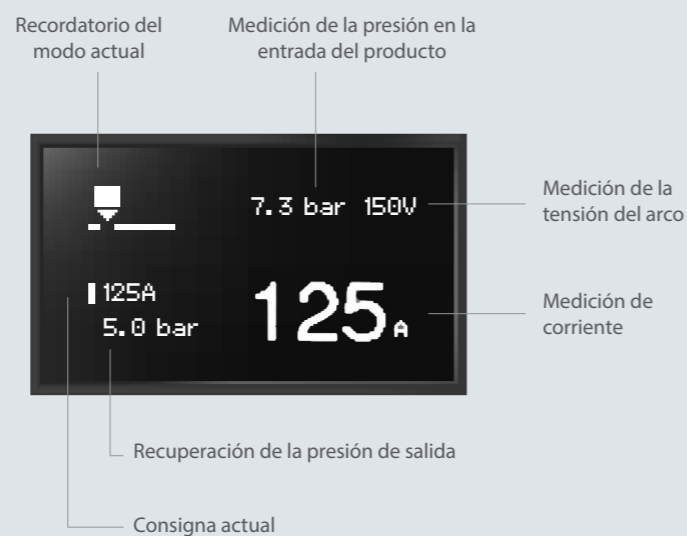 Recordatorio del
modo actual
Medición de la presión en la
entrada del producto
7.3 bar 150V
Medición de la
tensión del arco
125A
5.0 bar
125A
Medición de
corriente
Recuperación de la presión de salida
Consigna actual